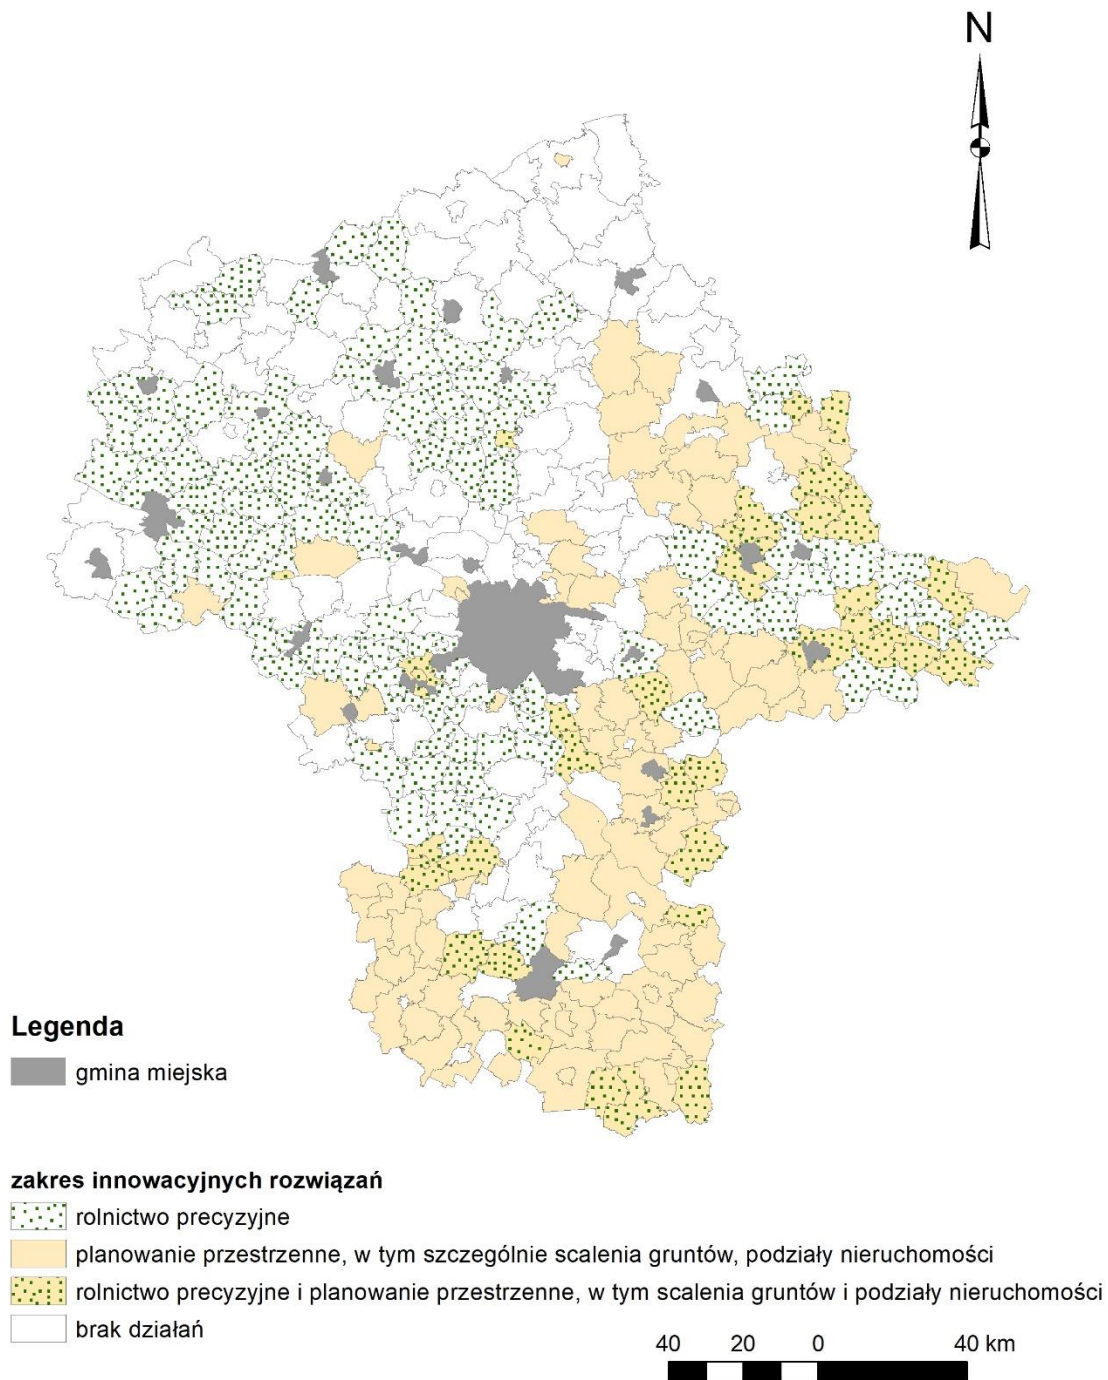 N
Legenda
gmina miejska
zakres innowacyjnych rozwiązań
rolnictwo precyzyjne
planowanie przestrzenne, w tym szczególnie scalenia gruntów, podziały nieruchomości
rolnictwo precyzyjne i planowanie przestrzenne, w tym scalenia gruntów i podziały nieruchomości
brak działań
40 20 0 40 km